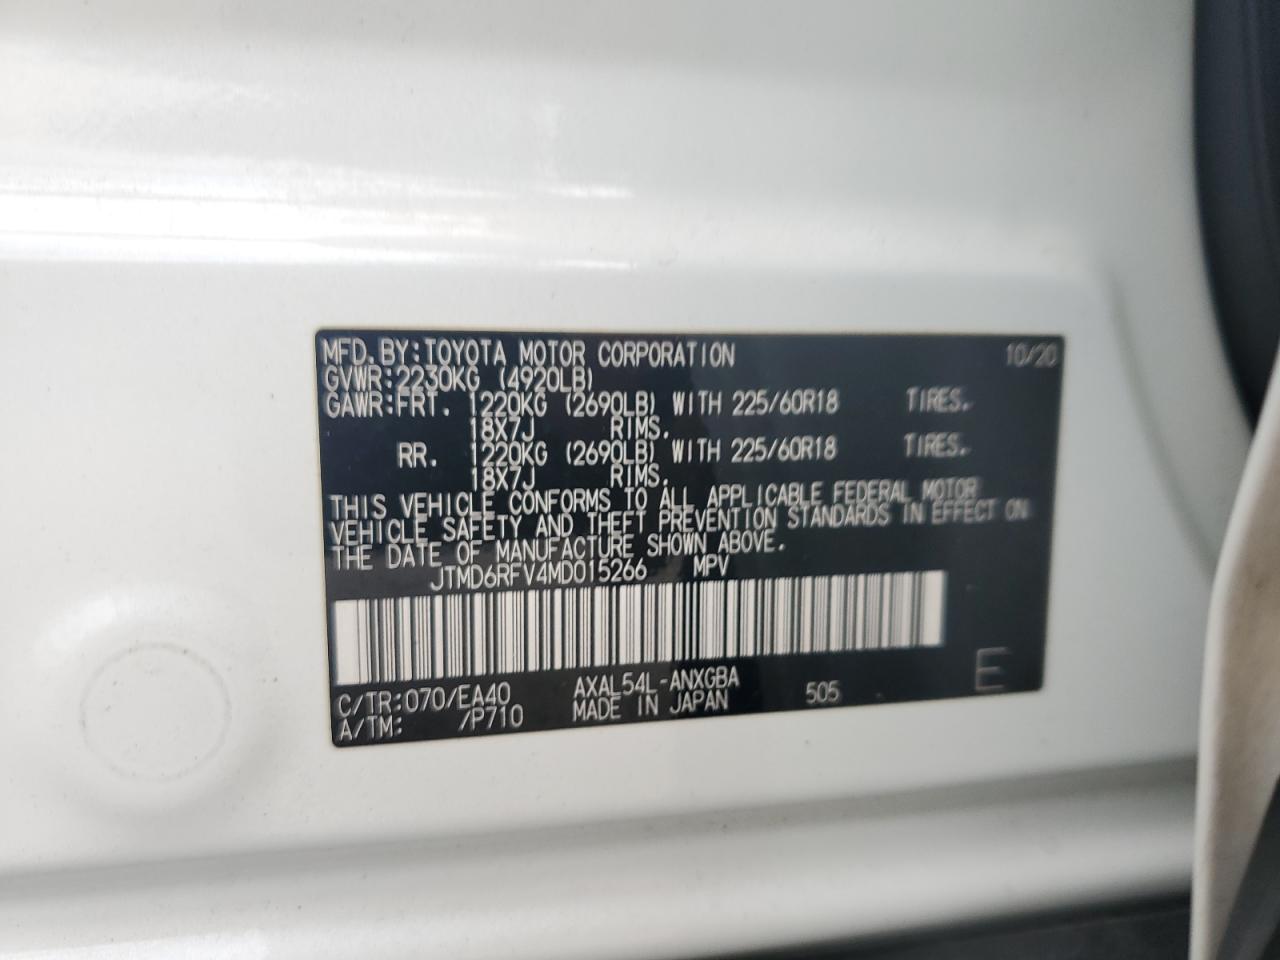 MFD.BY:TOYOTA MOTOR CORPORATION 10/20
GVWR:2230KG (4920LB)
GAWR:FRT. 1220KG (2690LB) WITH 225/60R18 TIRES.
18X7J RIMS.
RR. 1220KG (2690LB) WITH 225/60R18 TIRES.
18X7J RIMS.
THIS VEHICLE CONFORMS TO ALL APPLICABLE FEDERAL MOTOR
VEHICLE SAFETY AND THEFT PREVENTION STANDARDS IN EFFECT ON
THE DATE OF MANUFACTURE SHOWN ABOVE.
JTMD6RFV4MD015266 MPV
C/TR:070/EA40 AXAL54L-ANXGBA 505 E
A/TM: /P710 MADE IN JAPAN